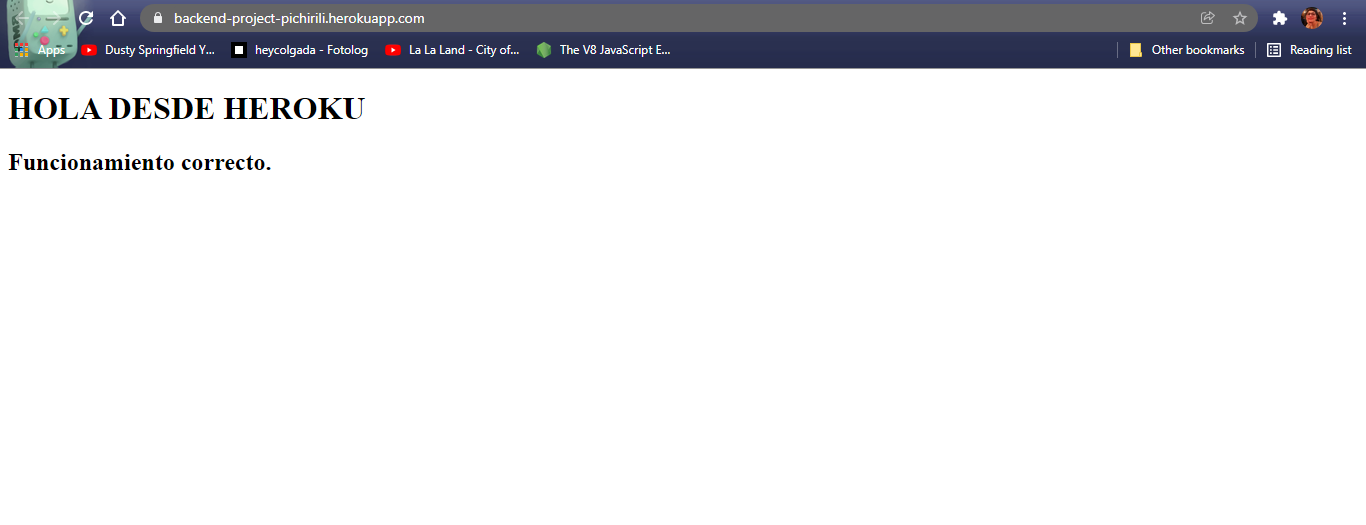 backend-project-pichirili.herokuapp.com
Apps
Dusty Springfield Y...
heycolgada - Fotolog
La La Land - City of...
The V8 JavaScript E...
Other bookmarks
Reading list
HOLA DESDE HEROKU
Funcionamiento correcto.